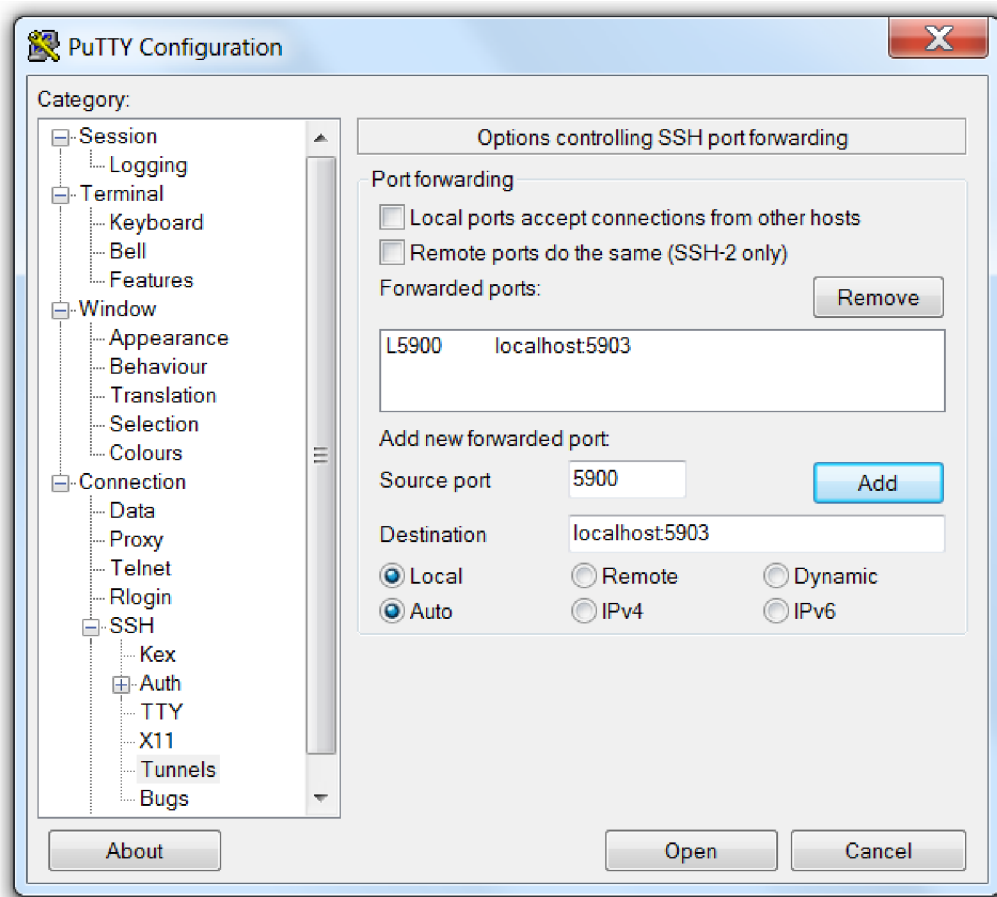 PuTTY Configuration
Category:
Session
Logging
Terminal
Keyboard
Bell
Features
Window
Appearance
Behaviour
Translation
Selection
Colours
Connection
Data
Proxy
Telnet
Rlogin
SSH
Kex
Auth
TTY
X11
Tunnels
Bugs
Options controlling SSH port forwarding
Port forwarding
Local ports accept connections from other hosts
Remote ports do the same (SSH-2 only)
Forwarded ports:
Remove
L5900 localhost:5903
Add new forwarded port:
Source port 5900 Add
Destination localhost:5903
Local Remote Dynamic
Auto IPv4 IPv6
About Open Cancel